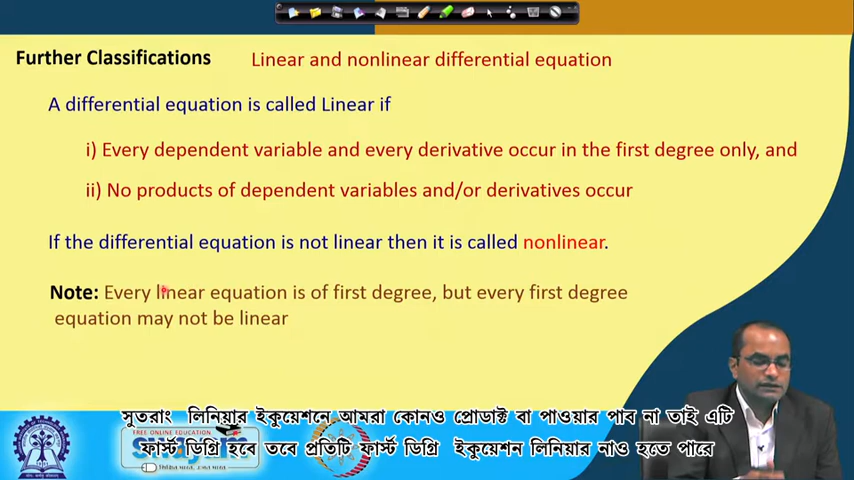 Further Classifications Linear and nonlinear differential equation
A differential equation is called Linear if
i) Every dependent variable and every derivative occur in the first degree only, and
ii) No products of dependent variables and/or derivatives occur
If the differential equation is not linear then it is called nonlinear.
Note: Every linear equation is of first degree, but every first degree
equation may not be linear
FREE ONLINE EDUCATION
সুতরাং লিনিয়ার ইকুয়েশনে আমরা কোনও প্রোডাক্ট বা পাওয়ার পাব না তাই এটি
ফার্স্ট ডিগ্রি হবে তবে প্রতিটি ফার্স্ট ডিগ্রি ইকুয়েশন লিনিয়ার নাও হতে পারে